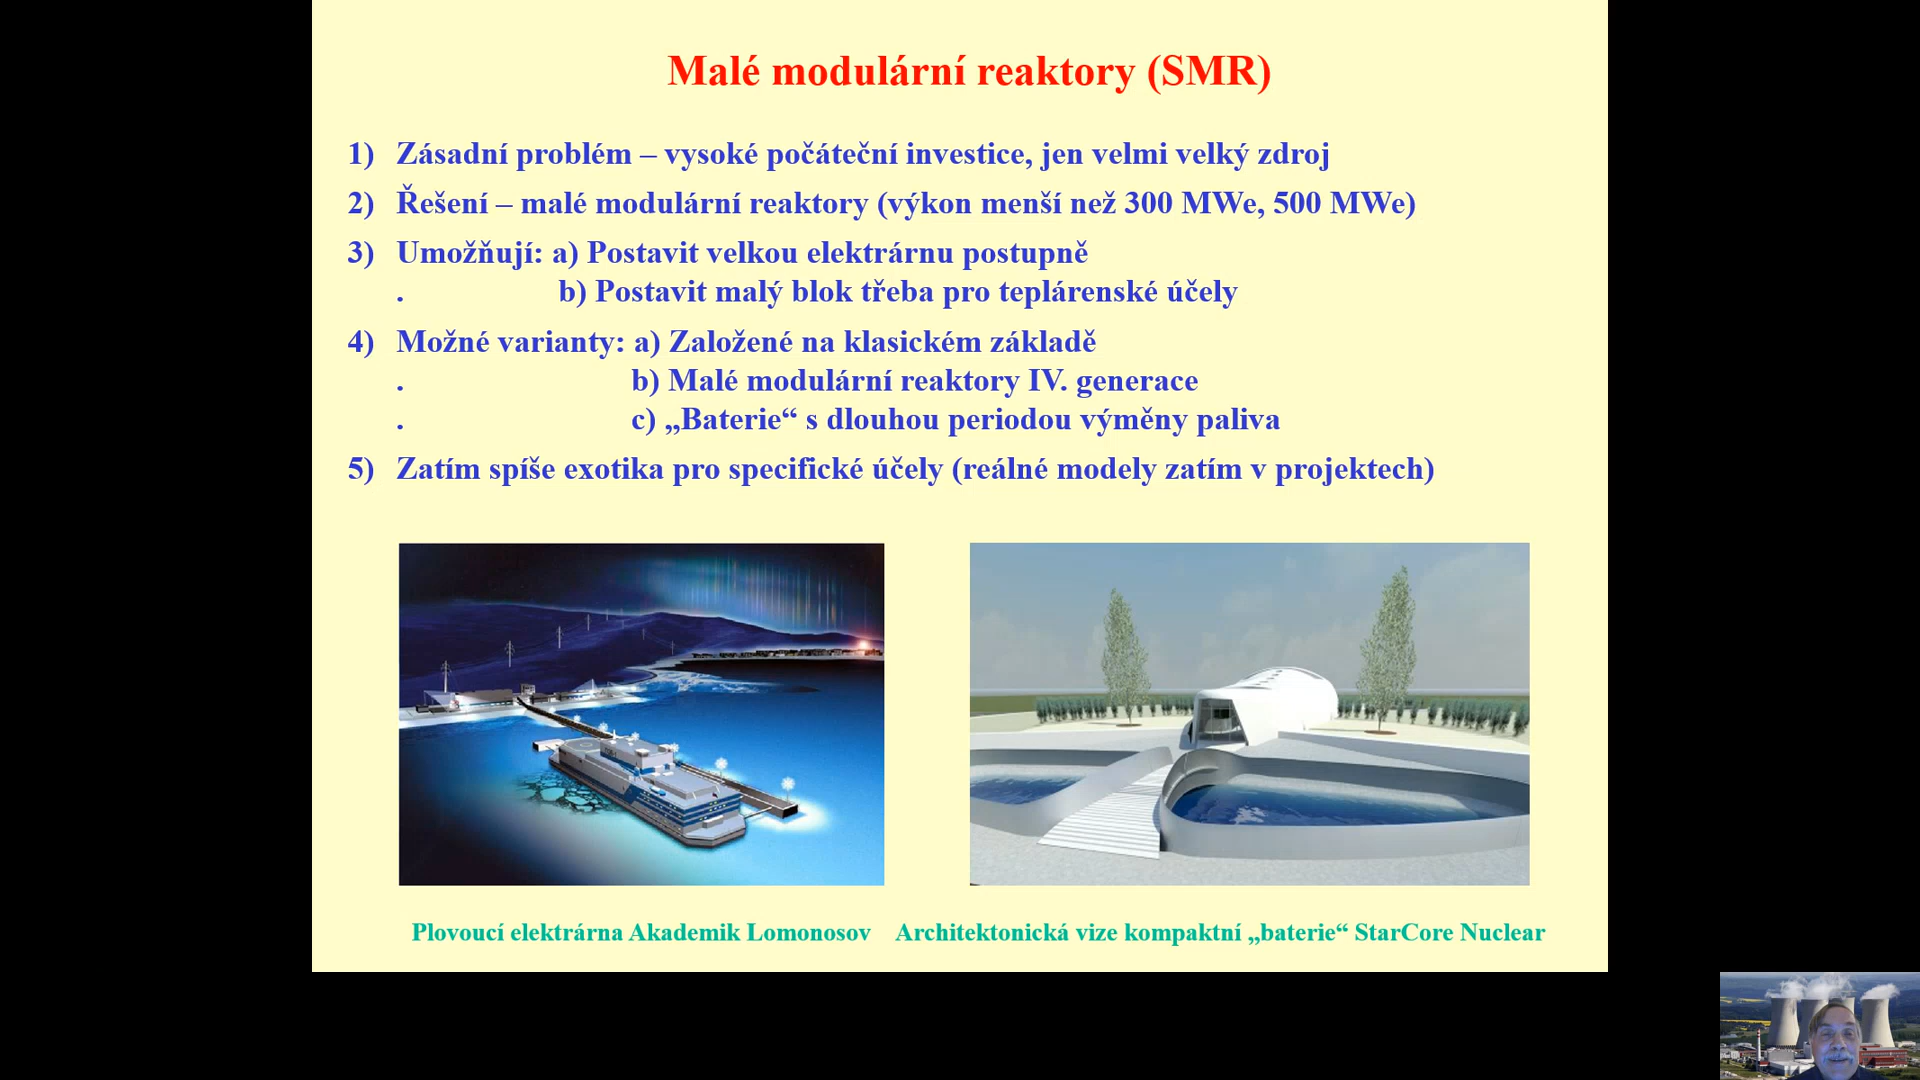 Malé modulární reaktory (SMR)
1) Zásadní problém – vysoké počáteční investice, jen velmi velký zdroj
2) Řešení – malé modulární reaktory (výkon menší než 300 MWe, 500 MWe)
3) Umožňují: a) Postavit velkou elektrárnu postupně
. b) Postavit malý blok třeba pro teplárenské účely
4) Možné varianty: a) Založené na klasickém základě
. b) Malé modulární reaktory IV. generace
. c) „Baterie“ s dlouhou periodou výměny paliva
5) Zatím spíše exotika pro specifické účely (reálné modely zatím v projektech)
Plovoucí elektrárna Akademik Lomonosov
Architektonická vize kompaktní „baterie“ StarCore Nuclear